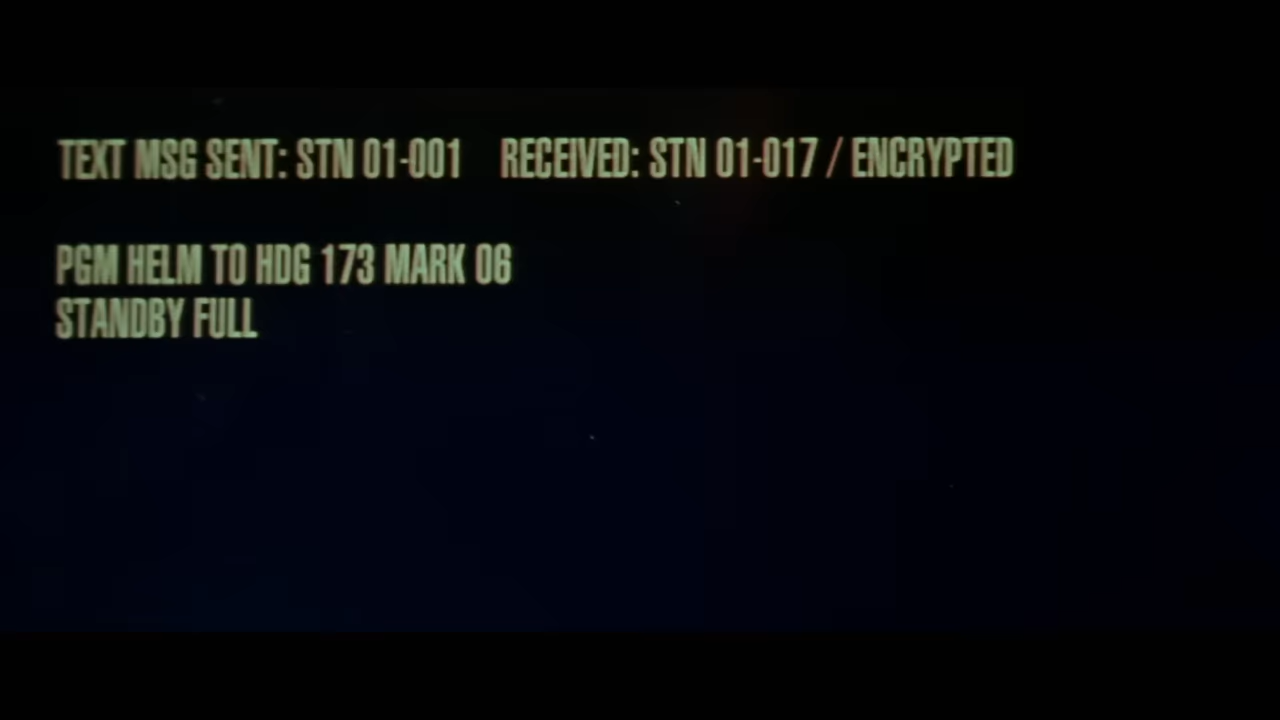 TEXT MSG SENT: STN 01-001 RECEIVED: STN 01-017 / ENCRYPTED
PGM HELM TO HDG 173 MARK 06
STANDBY FULL